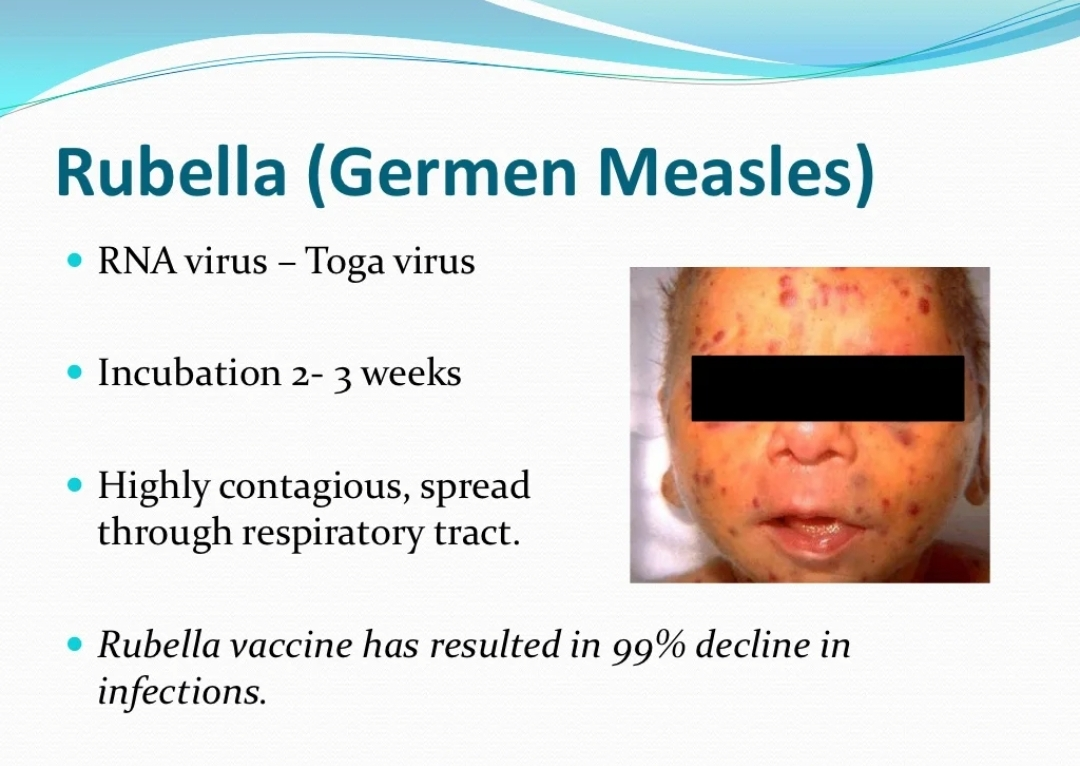 Rubella (Germen Measles)
RNA virus – Toga virus
Incubation 2- 3 weeks
Highly contagious, spread
through respiratory tract.
Rubella vaccine has resulted in 99% decline in
infections.